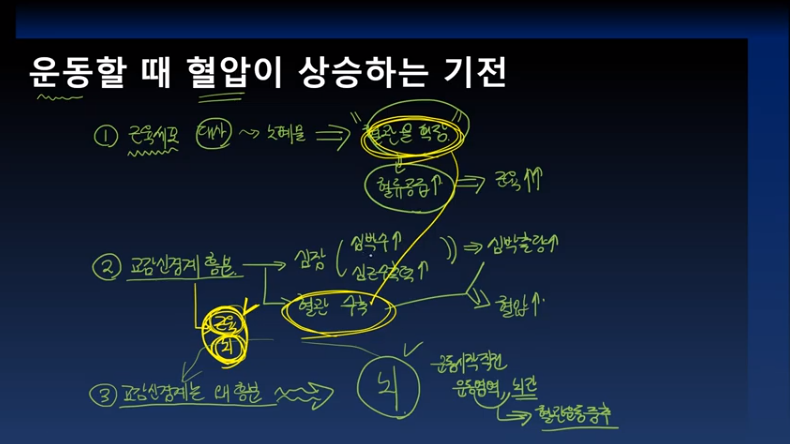 운동할 때 혈압이 상승하는 기전
① 근육세포 대사 ~> 노폐물 => "혈관을 확장"
혈류공급↑ => 근육↑↑
② 교감신경계 흥분 → 심장 ( 심박수↑ 심근수축력↑ ) => 심박출량↑
혈관 수축 => 혈압↑
근육
뇌
③ 교감신경계는 왜 흥분 => 뇌
운동시작 직전
운동영역, 뇌간
→ 혈관운동중추